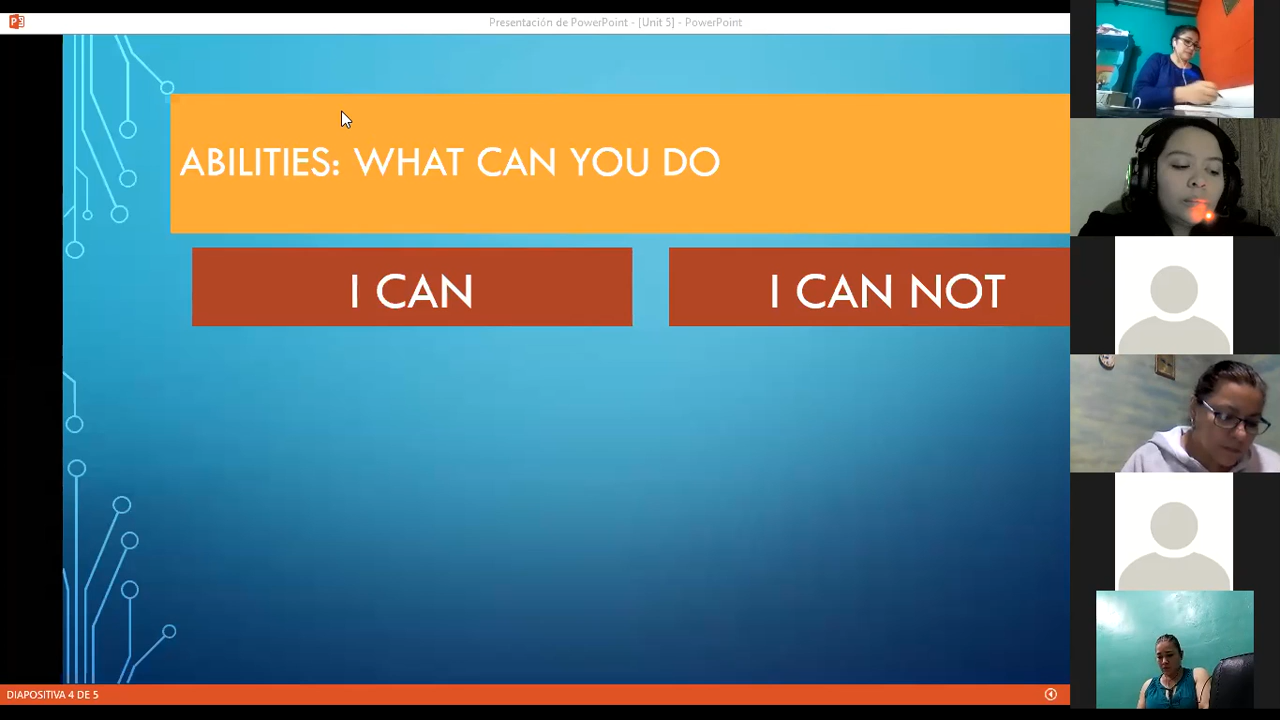 Presentación de PowerPoint - [Unit 5] - PowerPoint
ABILITIES: WHAT CAN YOU DO
I CAN
I CAN NOT
DIAPOSITIVA 4 DE 5